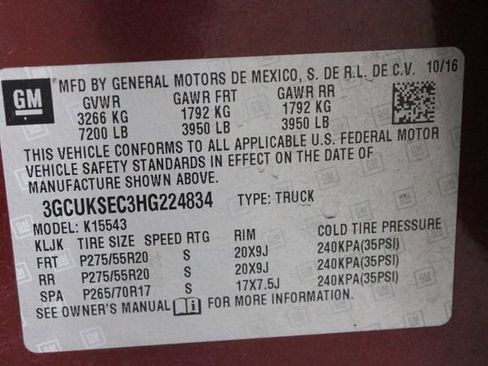 GM
MFD BY GENERAL MOTORS DE MEXICO, S. DE R.L. DE C.V. 10/16
GVWR GAWR FRT GAWR RR
3266 KG 1792 KG 1792 KG
7200 LB 3950 LB 3950 LB
THIS VEHICLE CONFORMS TO ALL APPLICABLE U.S. FEDERAL MOTOR
VEHICLE SAFETY STANDARDS IN EFFECT ON THE DATE OF
MANUFACTURE SHOWN ABOVE.
3GCUKSEC3HG224834 TYPE: TRUCK
MODEL: K15543
KLJK TIRE SIZE SPEED RTG RIM COLD TIRE PRESSURE
FRT P275/55R20 S 20X9J 240KPA(35PSI)
RR P275/55R20 S 20X9J 240KPA(35PSI)
SPA P265/70R17 S 17X7.5J 240KPA(35PSI)
SEE OWNER'S MANUAL FOR MORE INFORMATION.